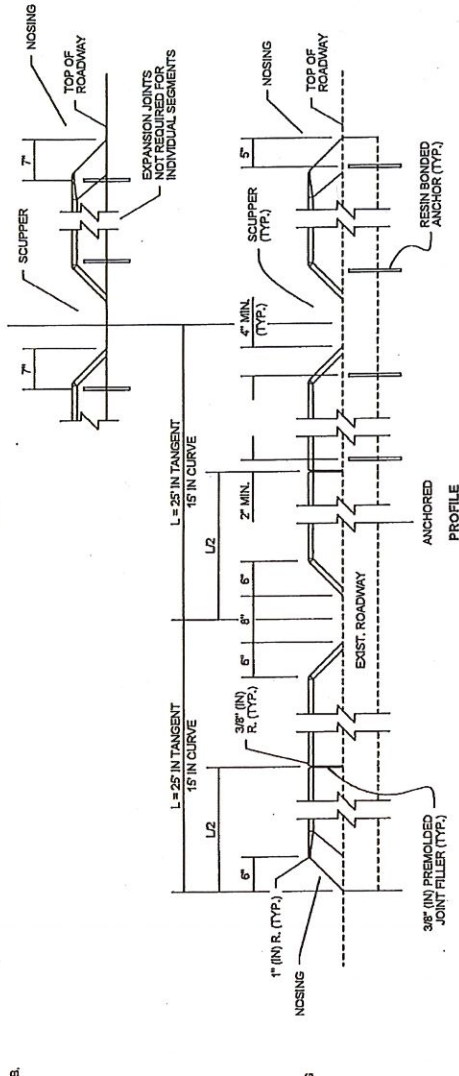 7"
SCUPPER
7"
NOSING
TOP OF
ROADWAY
EXPANSION JOINTS
NOT REQUIRED FOR
INDIVIDUAL SEGMENTS
L = 25' IN TANGENT
15' IN CURVE
L = 25' IN TANGENT
15' IN CURVE
L/2
L/2
6"
1" (IN) R. (TYP.)
NOSING
3/8" (IN)
R. (TYP.)
3/8" (IN) PREMOLDED
JOINT FILLER (TYP.)
6"
8"
6"
EXIST. ROADWAY
2" MIN.
4" MIN.
(TYP.)
SCUPPER
(TYP.)
5"
NOSING
TOP OF
ROADWAY
RESIN BONDED
ANCHOR (TYP.)
ANCHORED
PROFILE
B.
S